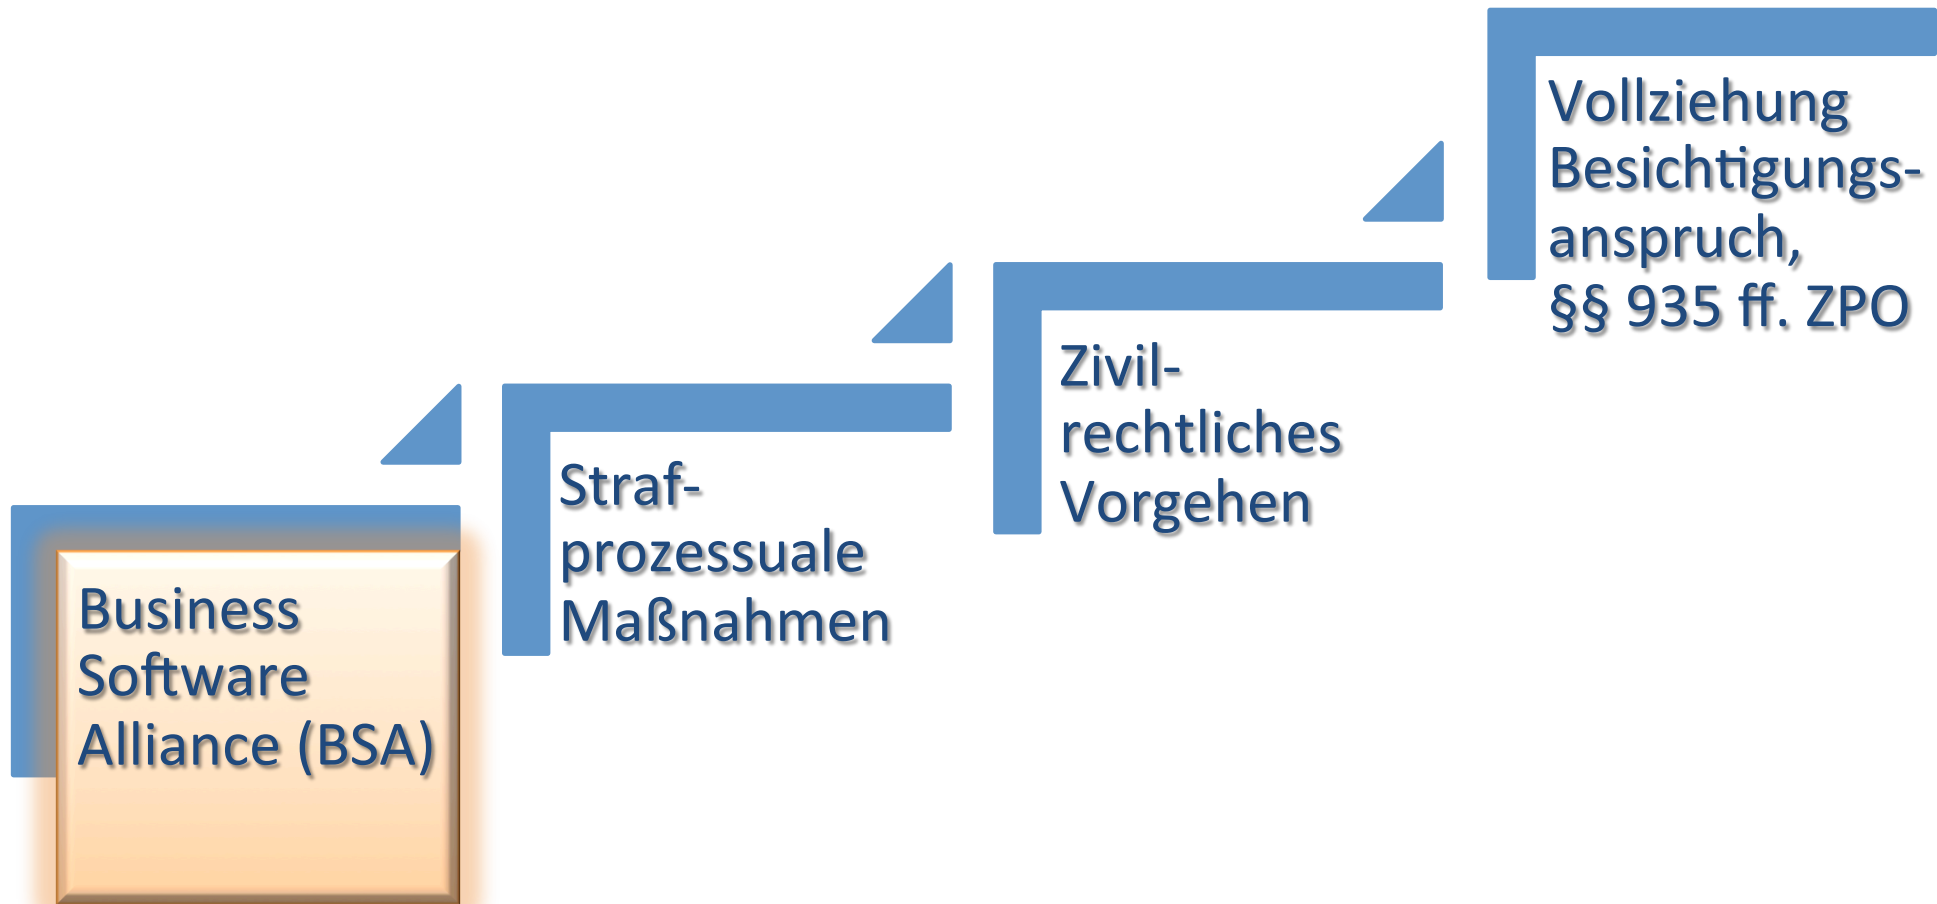 Business
Software
Alliance (BSA)
Straf-
prozessuale
Maßnahmen
Zivil-
rechtliches
Vorgehen
Vollziehung
Besichtigungs-
anspruch,
§§ 935 ff. ZPO